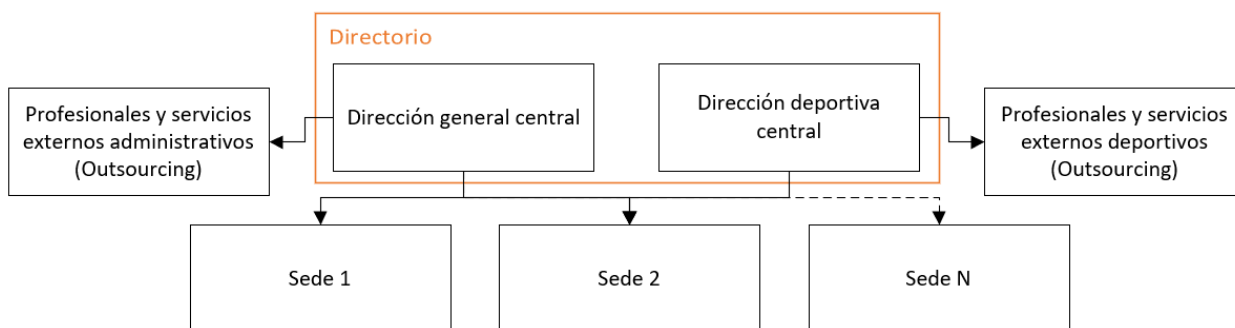 Directorio
Profesionales y servicios
externos administrativos
(Outsourcing)
Dirección general central
Dirección deportiva
central
Profesionales y servicios
externos deportivos
(Outsourcing)
Sede 1
Sede 2
Sede N